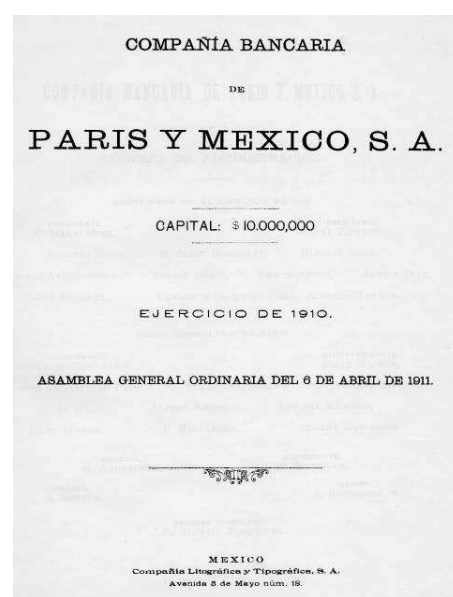 COMPAÑÍA BANCARIA
DE
PARIS Y MEXICO, S. A.
CAPITAL: $10.000,000
EJERCICIO DE 1910.
ASAMBLEA GENERAL ORDINARIA DEL 6 DE ABRIL DE 1911.
MEXICO
Compañia Litográfica y Tipográfica, S. A.
Avenida 5 de Mayo núm. 18.